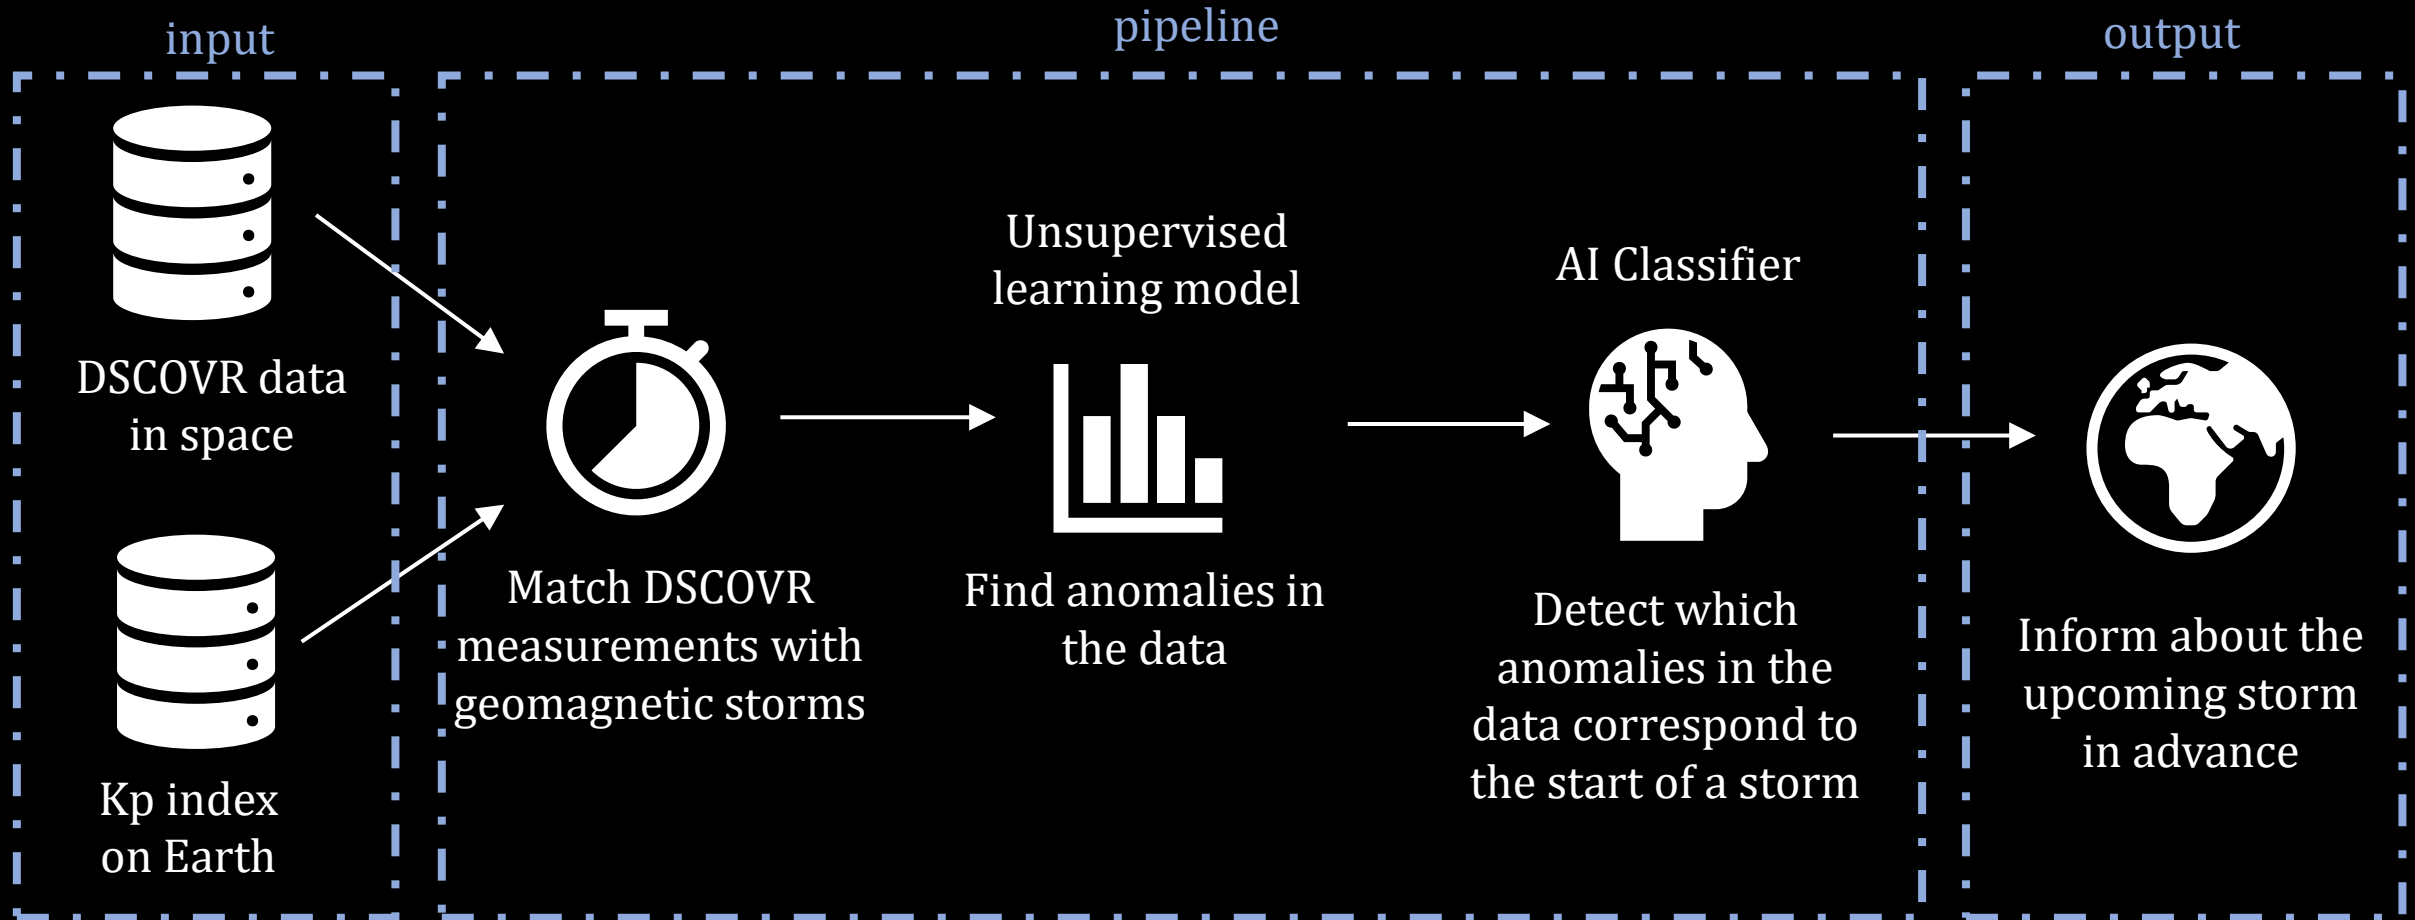 input
DSCOVR data
in space
Kp index
on Earth
pipeline
Match DSCOVR
measurements with
geomagnetic storms
Unsupervised
learning model
Find anomalies in
the data
AI Classifier
Detect which
anomalies in the
data correspond to
the start of a storm
output
Inform about the
upcoming storm
in advance